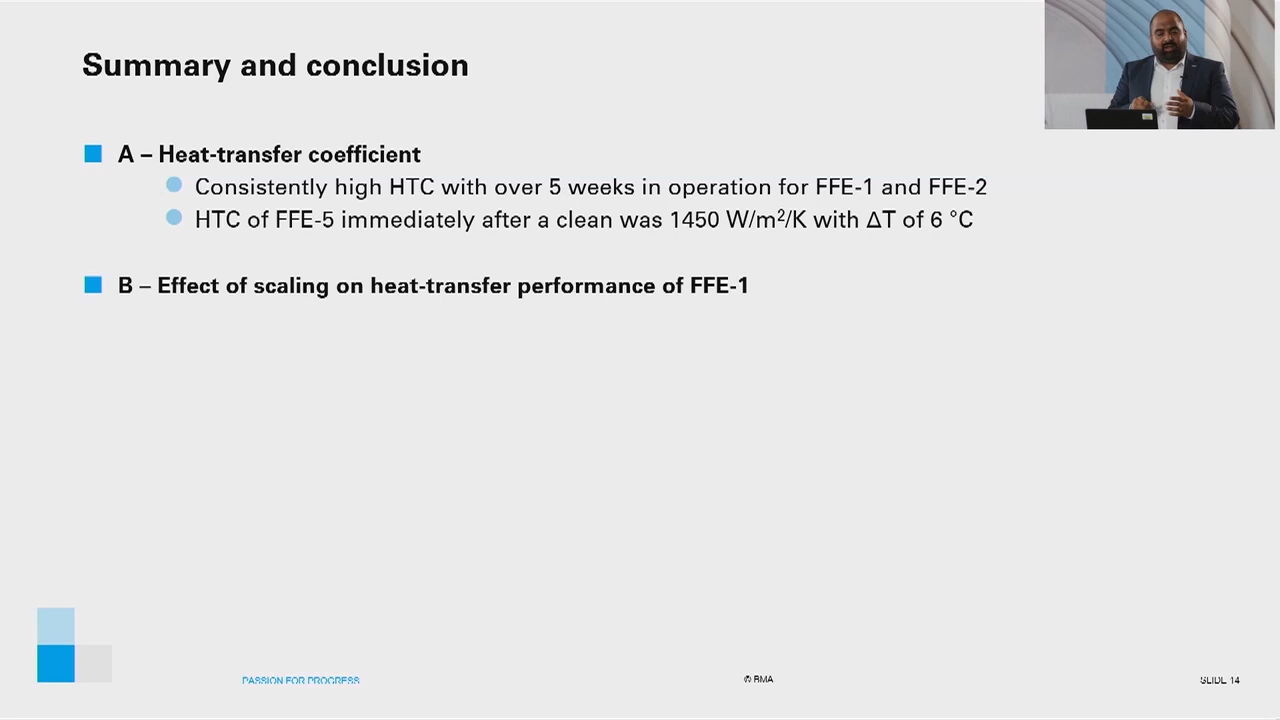 Summary and conclusion
A – Heat-transfer coefficient
Consistently high HTC with over 5 weeks in operation for FFE-1 and FFE-2
HTC of FFE-5 immediately after a clean was 1450 W/m²/K with ΔT of 6 °C
B – Effect of scaling on heat-transfer performance of FFE-1
PASSION FOR PROGRESS
© BMA
SLIDE 14